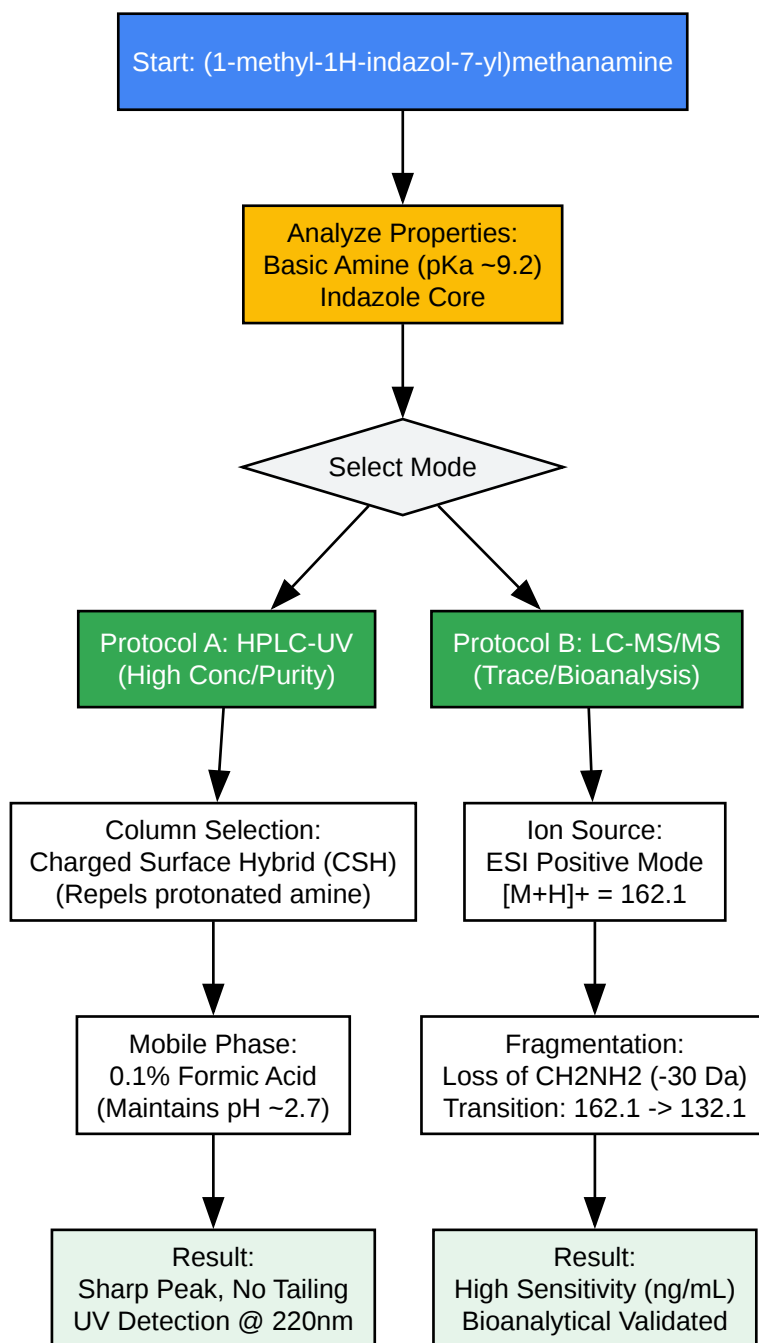 Start: (1-methyl-1H-indazol-7-yl)methanamine
Analyze Properties:
Basic Amine (pKa ~9.2)
Indazole Core
Select Mode
Protocol A: HPLC-UV
(High Conc/Purity)
Protocol B: LC-MS/MS
(Trace/Bioanalysis)
Column Selection:
Charged Surface Hybrid (CSH)
(Repels protonated amine)
Ion Source:
ESI Positive Mode
[M+H]+ = 162.1
Mobile Phase:
0.1% Formic Acid
(Maintains pH ~2.7)
Fragmentation:
Loss of CH2NH2 (-30 Da)
Transition: 162.1 -> 132.1
Result:
Sharp Peak, No Tailing
UV Detection @ 220nm
Result:
High Sensitivity (ng/mL)
Bioanalytical Validated